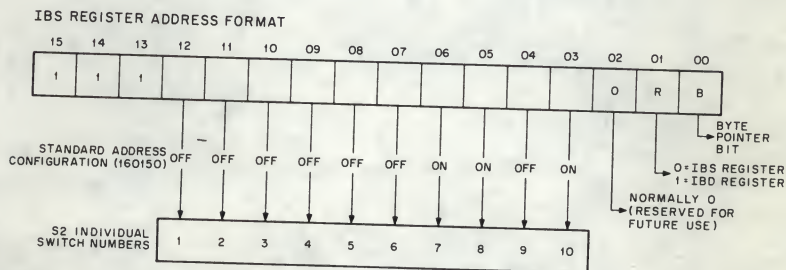 IBS REGISTER ADDRESS FORMAT
15 14 13 12 11 10 09 08 07 06 05 04 03 02 01 00
1 1 1 0 R B
STANDARD ADDRESS
CONFIGURATION (160150)
OFF OFF OFF OFF OFF OFF ON ON OFF ON
BYTE
POINTER
BIT
0=IBS REGISTER
1=IBD REGISTER
NORMALLY 0
(RESERVED FOR
FUTURE USE)
S2 INDIVIDUAL
SWITCH NUMBERS
1 2 3 4 5 6 7 8 9 10